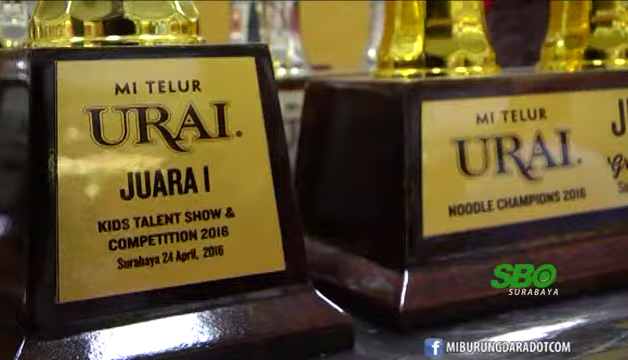 MI TELUR
URAI.
JUARA I
KIDS TALENT SHOW &
COMPETITION 2016
Surabaya 24 April, 2016
MI TELUR
URAI.
NOODLE CHAMPIONS 2016
SBO
SURABAYA
MIBURUNGDARADOTCOM